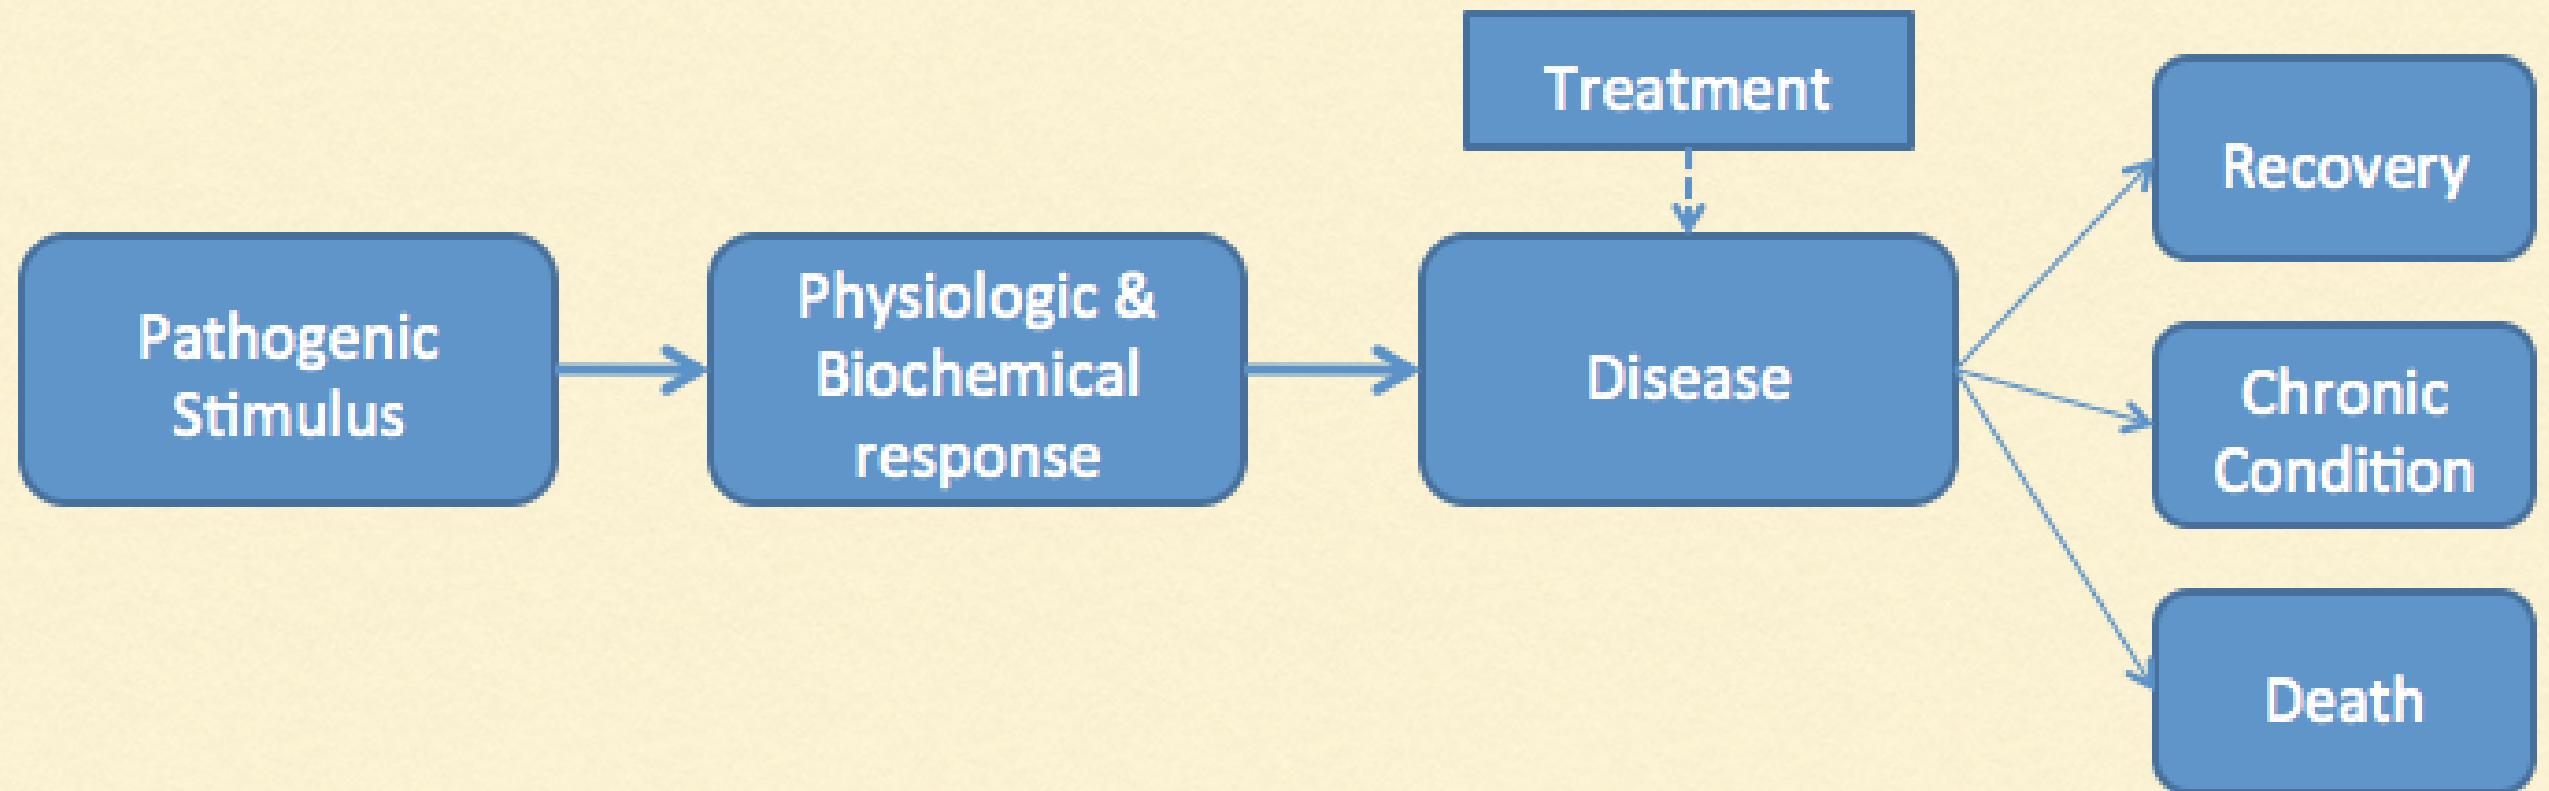 Pathogenic
Stimulus
Physiologic &
Biochemical
response
Treatment
Disease
Recovery
Chronic
Condition
Death